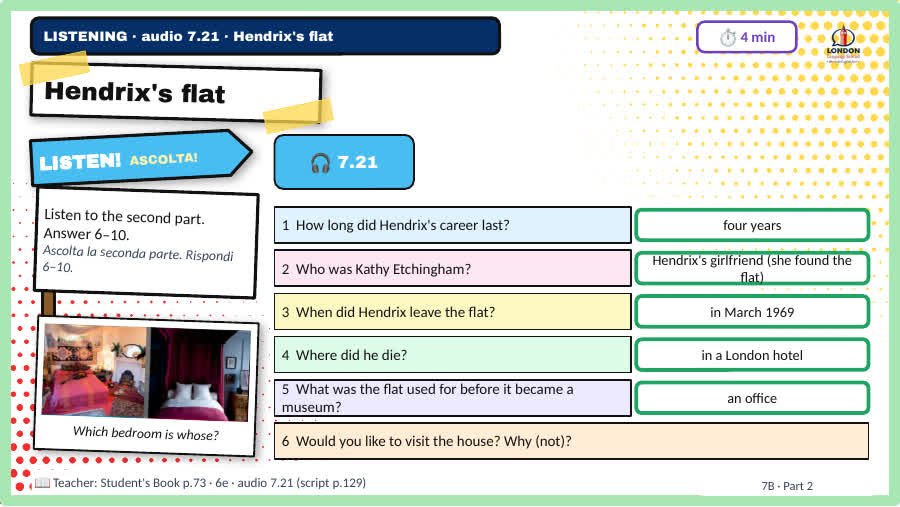 LISTENING · audio 7.21 · Hendrix's flat
⏱️ 4 min
LONDON
Hendrix's flat
LISTEN! ASCOLTA!
🎧 7.21
Listen to the second part.
Answer 6–10.
Ascolta la seconda parte. Rispondi
6–10.
1 How long did Hendrix's career last?
four years
2 Who was Kathy Etchingham?
Hendrix's girlfriend (she found the
flat)
3 When did Hendrix leave the flat?
in March 1969
4 Where did he die?
in a London hotel
5 What was the flat used for before it became a
museum?
an office
6 Would you like to visit the house? Why (not)?
Which bedroom is whose?
📖 Teacher: Student's Book p.73 · 6e · audio 7.21 (script p.129)
7B · Part 2